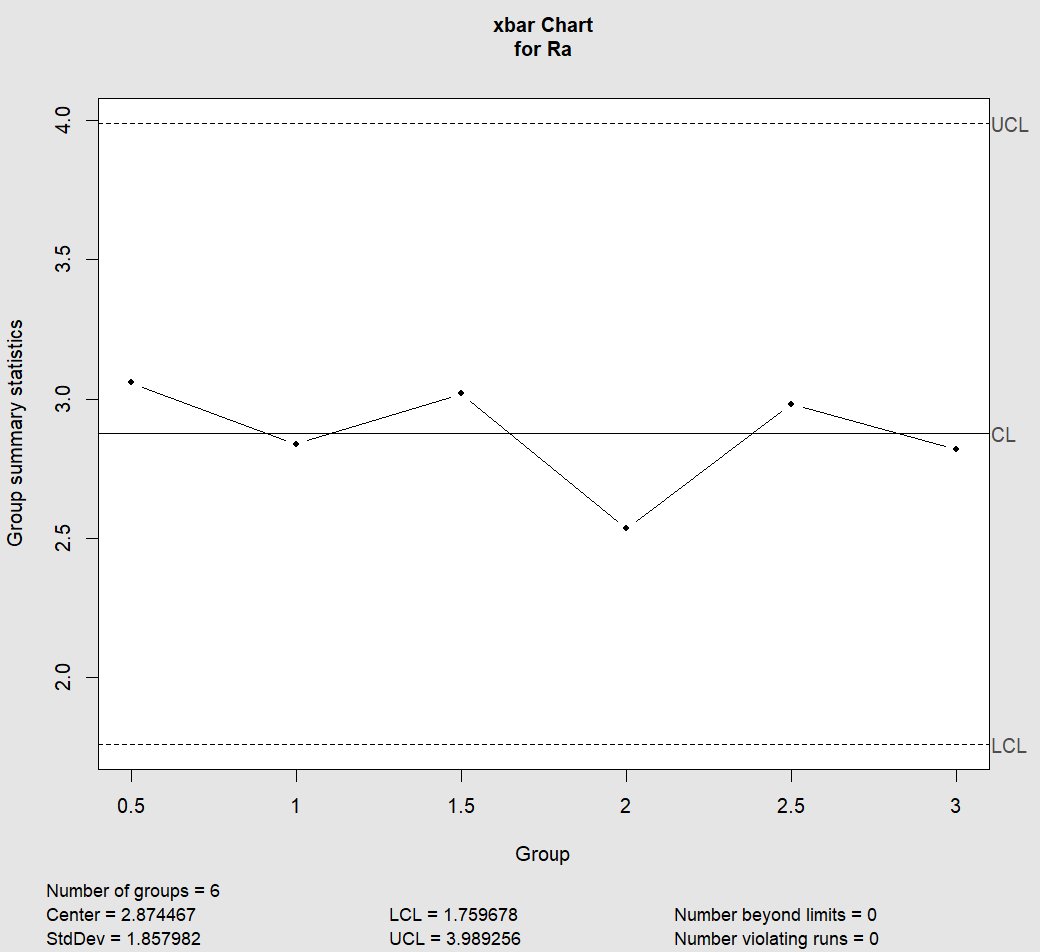 xbar Chart
for Ra
UCL
CL
LCL
Group summary statistics
4.0
3.5
3.0
2.5
2.0
0.5 1 1.5 2 2.5 3
Group
Number of groups = 6
Center = 2.874467 LCL = 1.759678 Number beyond limits = 0
StdDev = 1.857982 UCL = 3.989256 Number violating runs = 0